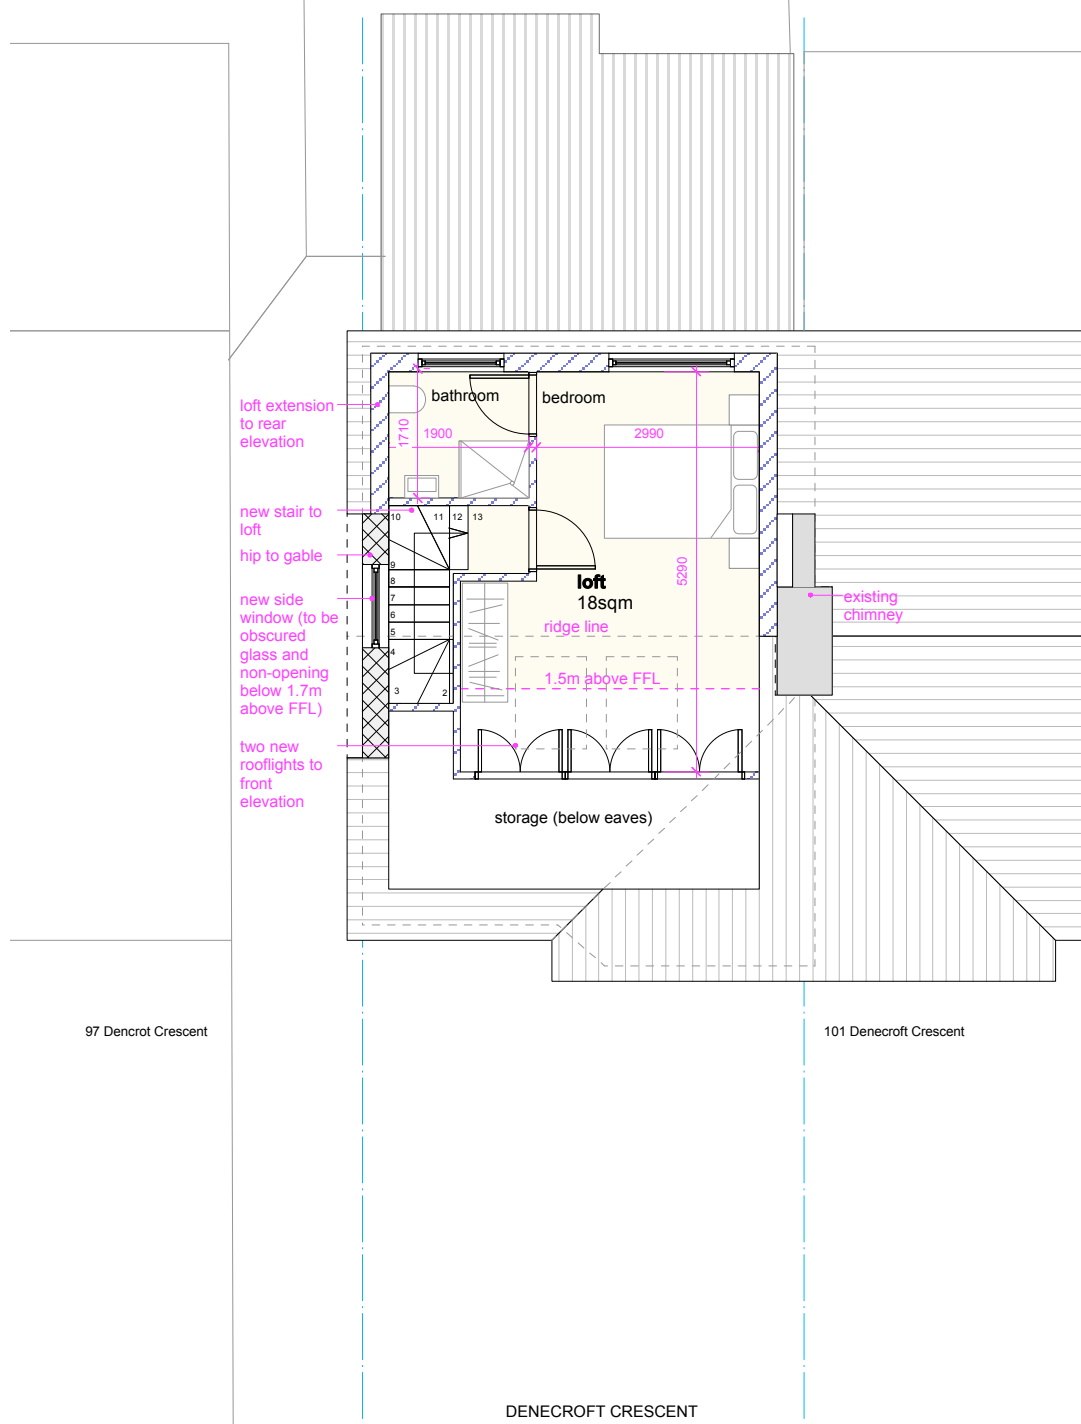 bathroom
bedroom
loft extension
to rear
elevation
1710
1900
2990
new stair to
loft
10
11
12
13
hip to gable
9
8
7
6
5
4
3
2
new side
window (to be
obscured
glass and
non-opening
below 1.7m
above FFL)
loft
18sqm
5290
ridge line
existing
chimney
1.5m above FFL
two new
rooflights to
front
elevation
storage (below eaves)
97 Dencrot Crescent
101 Denecroft Crescent
DENECROFT CRESCENT